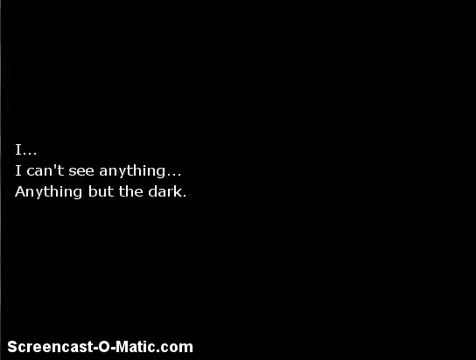 I...
I can't see anything...
Anything but the dark.
Screencast-O-Matic.com